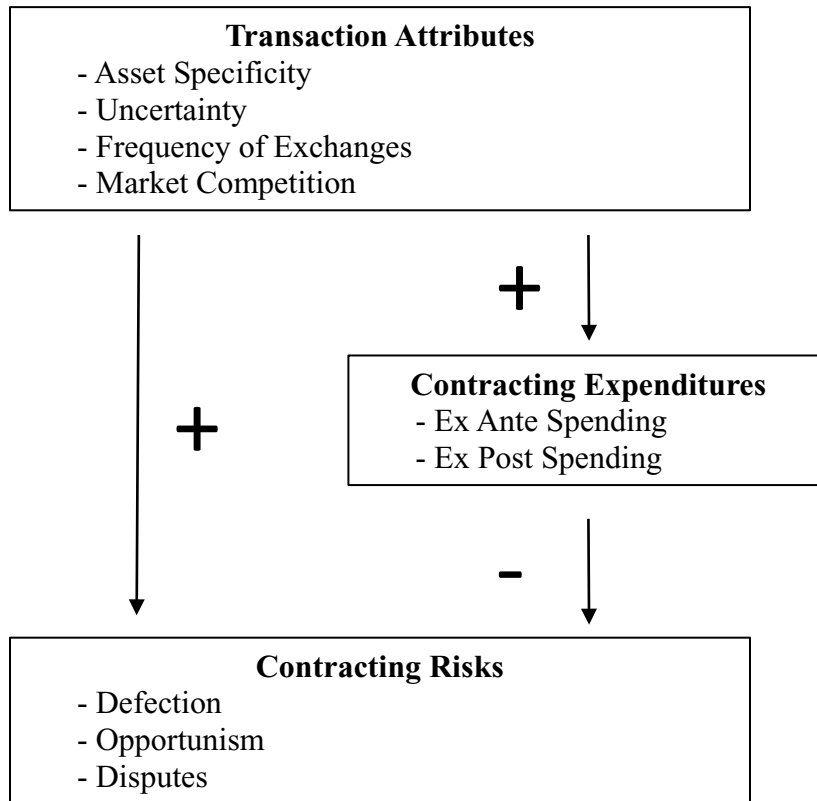 Transaction Attributes
- Asset Specificity
- Uncertainty
- Frequency of Exchanges
- Market Competition
+
Contracting Expenditures
- Ex Ante Spending
- Ex Post Spending
+
-
Contracting Risks
- Defection
- Opportunism
- Disputes